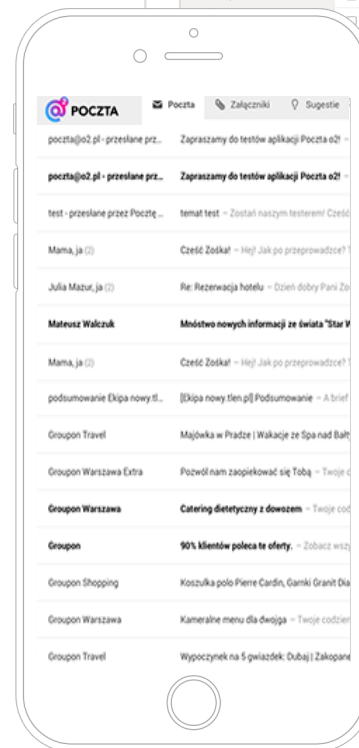 @2 POCZTA Poczta Załączniki Sugestie
poczta@o2.pl - przesłane prz... Zapraszamy do testów aplikacji Poczta o2! -
poczta@o2.pl - przesłane prz... Zapraszamy do testów aplikacji Poczta o2! -
test - przesłane przez Pocztę ... temat test – Zostań naszym testerem! Cześć
Mama, ja (2) Cześć Zośka! – Hej! Jak po przeprowadzce?
Julia Mazur, ja (2) Re: Rezerwacja hotelu – Dzień dobry Pani Zo
Mateusz Walczuk Mnóstwo nowych informacji ze świata "Star W
Mama, ja (2) Cześć Zośka! – Hej! Jak po przeprowadzce?
podsumowanie Ekipa nowy.tl... [Ekipa nowy.tlen.pl] Podsumowanie – A brief
Groupon Travel Majówka w Pradze | Wakacje ze Spa nad Bałt
Groupon Warszawa Extra Pozwól nam zaopiekować się Tobą – Twoje c
Groupon Warszawa Catering dietetyczny z dowozem – Twoje cod
Groupon 90% klientów poleca te oferty. – Zobacz wszy
Groupon Shopping Koszulka polo Pierre Cardin, Garnki Granit Dia
Groupon Warszawa Kameralne menu dla dwojga – Twoje codzien
Groupon Travel Wypoczynek na 5 gwiazdek: Dubaj | Zakopane